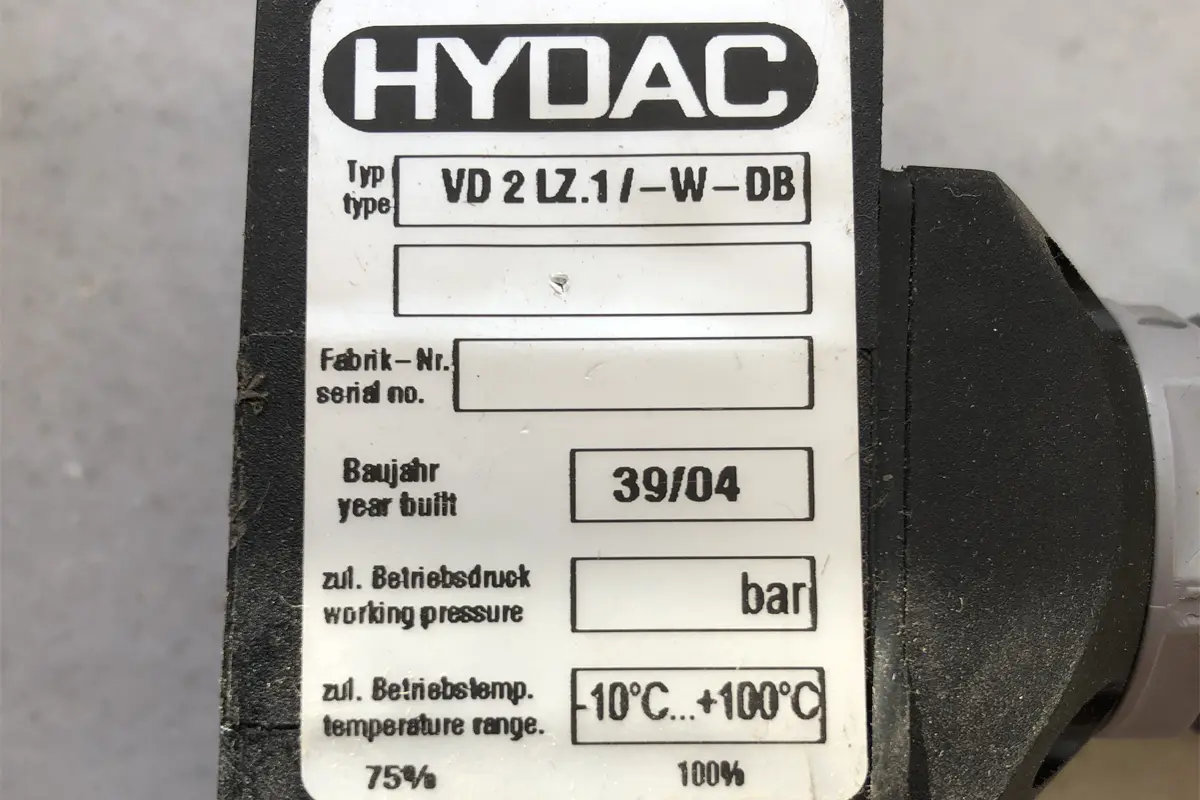 HYDAC
Typ
type
VD 2 LZ.1 / -W-DB
Fabrik-Nr.
serial no.
Baujahr
year built
39/04
zul. Betriebsdruck
working pressure
bar
zul. Betriebstemp.
temperature range.
-10°C...+100°C
75% 100%